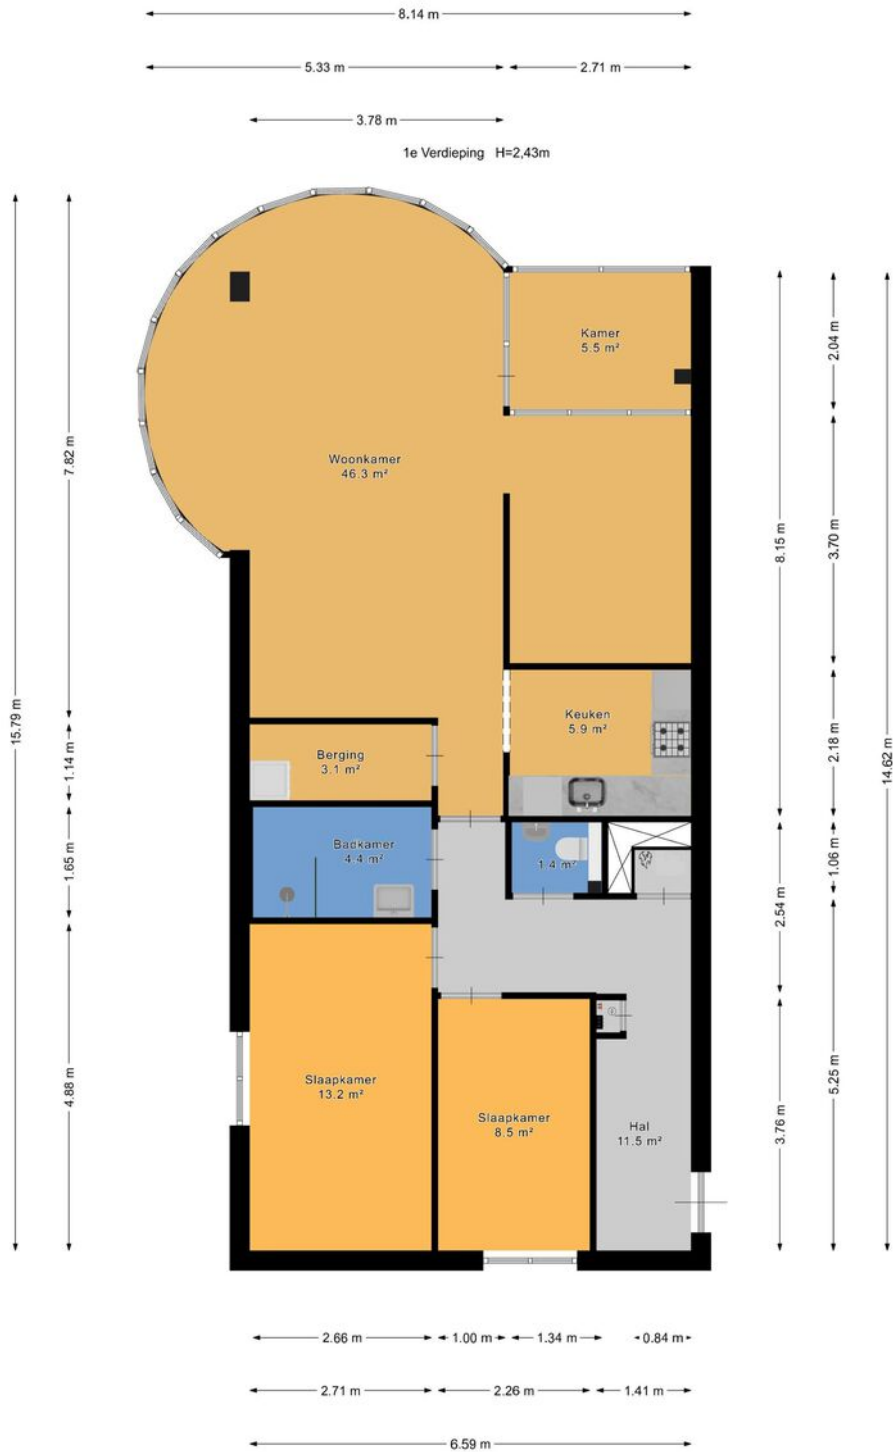 8.14 m
5.33 m
2.71 m
3.78 m
1e Verdieping H=2,43m
15.79 m
7.82 m
1.14 m
1.65 m
4.88 m
Kamer
5.5 m²
Woonkamer
46.3 m²
Keuken
5.9 m²
Berging
3.1 m²
Badkamer
4.4 m²
1.4 m²
Slaapkamer
13.2 m²
Slaapkamer
8.5 m²
Hal
11.5 m²
8.15 m
2.54 m
3.76 m
2.04 m
3.70 m
2.18 m
1.06 m
5.25 m
14.62 m
2.66 m
1.00 m
1.34 m
0.84 m
2.71 m
2.26 m
1.41 m
6.59 m